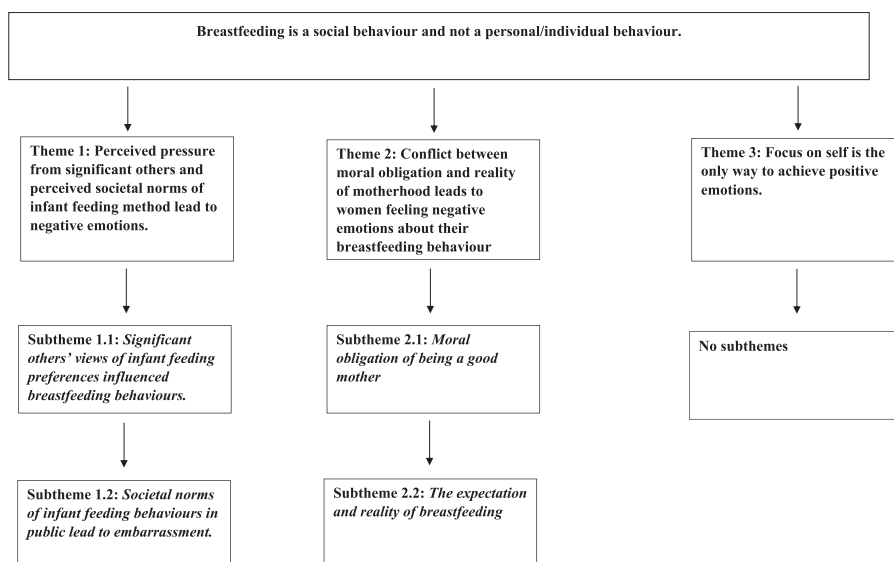 Breastfeeding is a social behaviour and not a personal/individual behaviour.
Theme 1: Perceived pressure
from significant others and
perceived societal norms of
infant feeding method lead to
negative emotions.
Theme 2: Conflict between
moral obligation and reality
of motherhood leads to
women feeling negative
emotions about their
breastfeeding behaviour
Theme 3: Focus on self is the
only way to achieve positive
emotions.
Subtheme 1.1: Significant
others’ views of infant feeding
preferences influenced
breastfeeding behaviours.
Subtheme 2.1: Moral
obligation of being a good
mother
No subthemes
Subtheme 1.2: Societal norms
of infant feeding behaviours in
public lead to embarrassment.
Subtheme 2.2: The expectation
and reality of breastfeeding